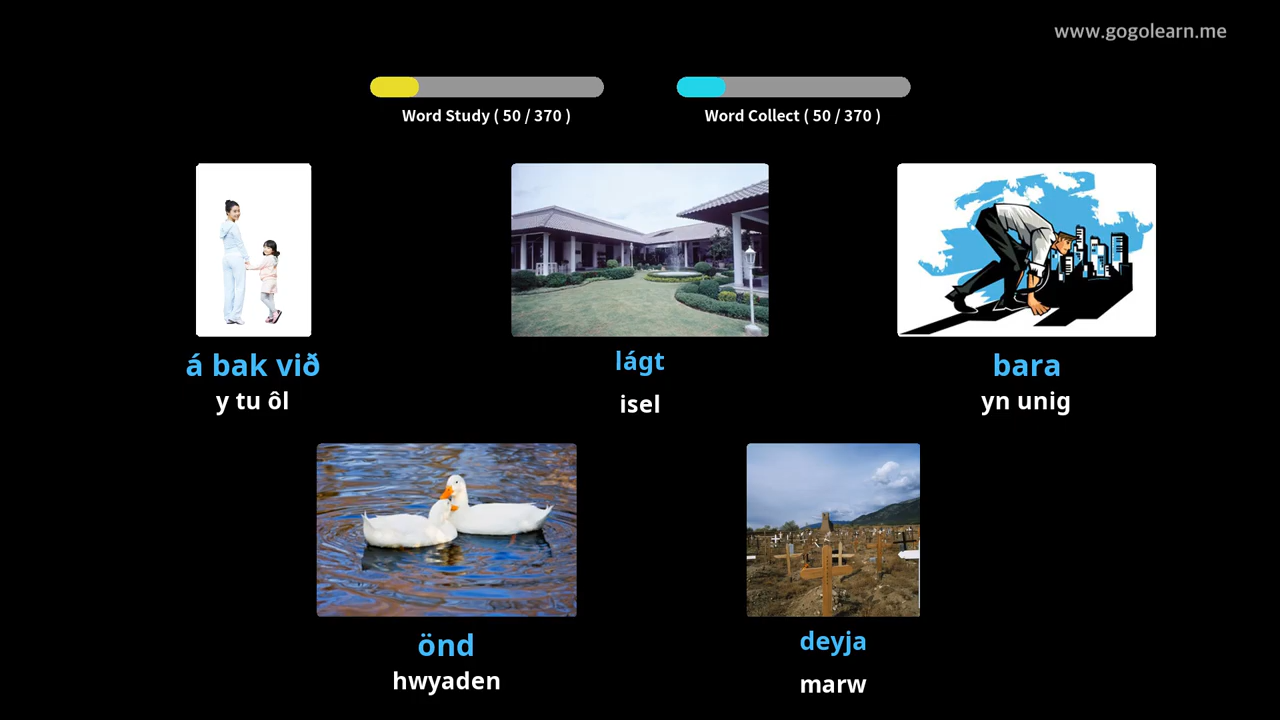 www.gogolearn.me
Word Study ( 50 / 370 )
Word Collect ( 50 / 370 )
á bak við
y tu ôl
lágt
isel
bara
yn unig
önd
hwyaden
deyja
marw